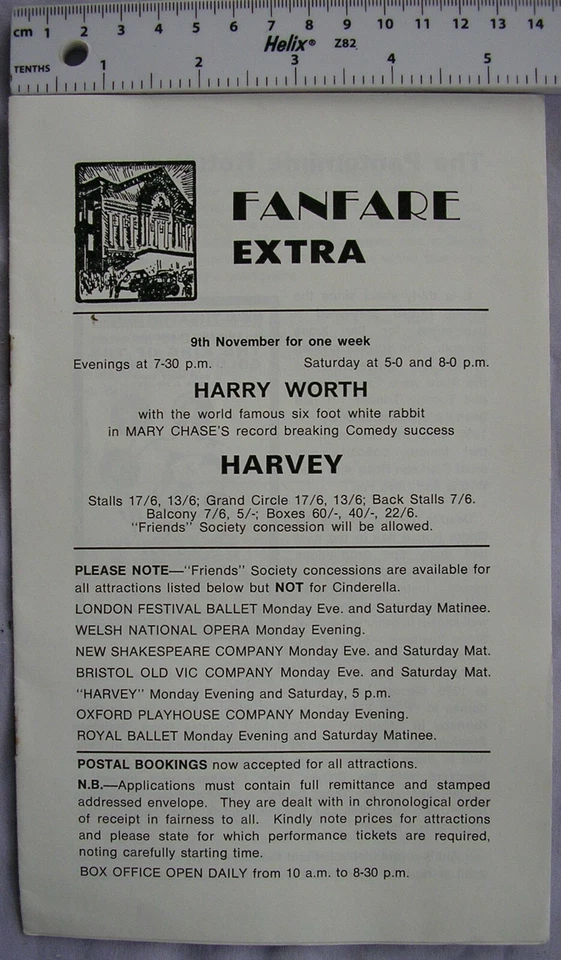 cm 1 2 3 4 5 6 7 8 9 10 11 12 13 14
Helix® Z82
TENTHS 1 2 3 4 5
FANFARE
EXTRA
9th November for one week
Evenings at 7-30 p.m. Saturday at 5-0 and 8-0 p.m.
HARRY WORTH
with the world famous six foot white rabbit
in MARY CHASE'S record breaking Comedy success
HARVEY
Stalls 17/6, 13/6; Grand Circle 17/6, 13/6; Back Stalls 7/6.
Balcony 7/6, 5/-; Boxes 60/-, 40/-, 22/6.
"Friends" Society concession will be allowed.
PLEASE NOTE—"Friends" Society concessions are available for
all attractions listed below but NOT for Cinderella.
LONDON FESTIVAL BALLET Monday Eve. and Saturday Matinee.
WELSH NATIONAL OPERA Monday Evening.
NEW SHAKESPEARE COMPANY Monday Eve. and Saturday Mat.
BRISTOL OLD VIC COMPANY Monday Eve. and Saturday Mat.
"HARVEY" Monday Evening and Saturday, 5 p.m.
OXFORD PLAYHOUSE COMPANY Monday Evening.
ROYAL BALLET Monday Evening and Saturday Matinee.
POSTAL BOOKINGS now accepted for all attractions.
N.B.—Applications must contain full remittance and stamped
addressed envelope. They are dealt with in chronological order
of receipt in fairness to all. Kindly note prices for attractions
and please state for which performance tickets are required,
noting carefully starting time.
BOX OFFICE OPEN DAILY from 10 a.m. to 8-30 p.m.